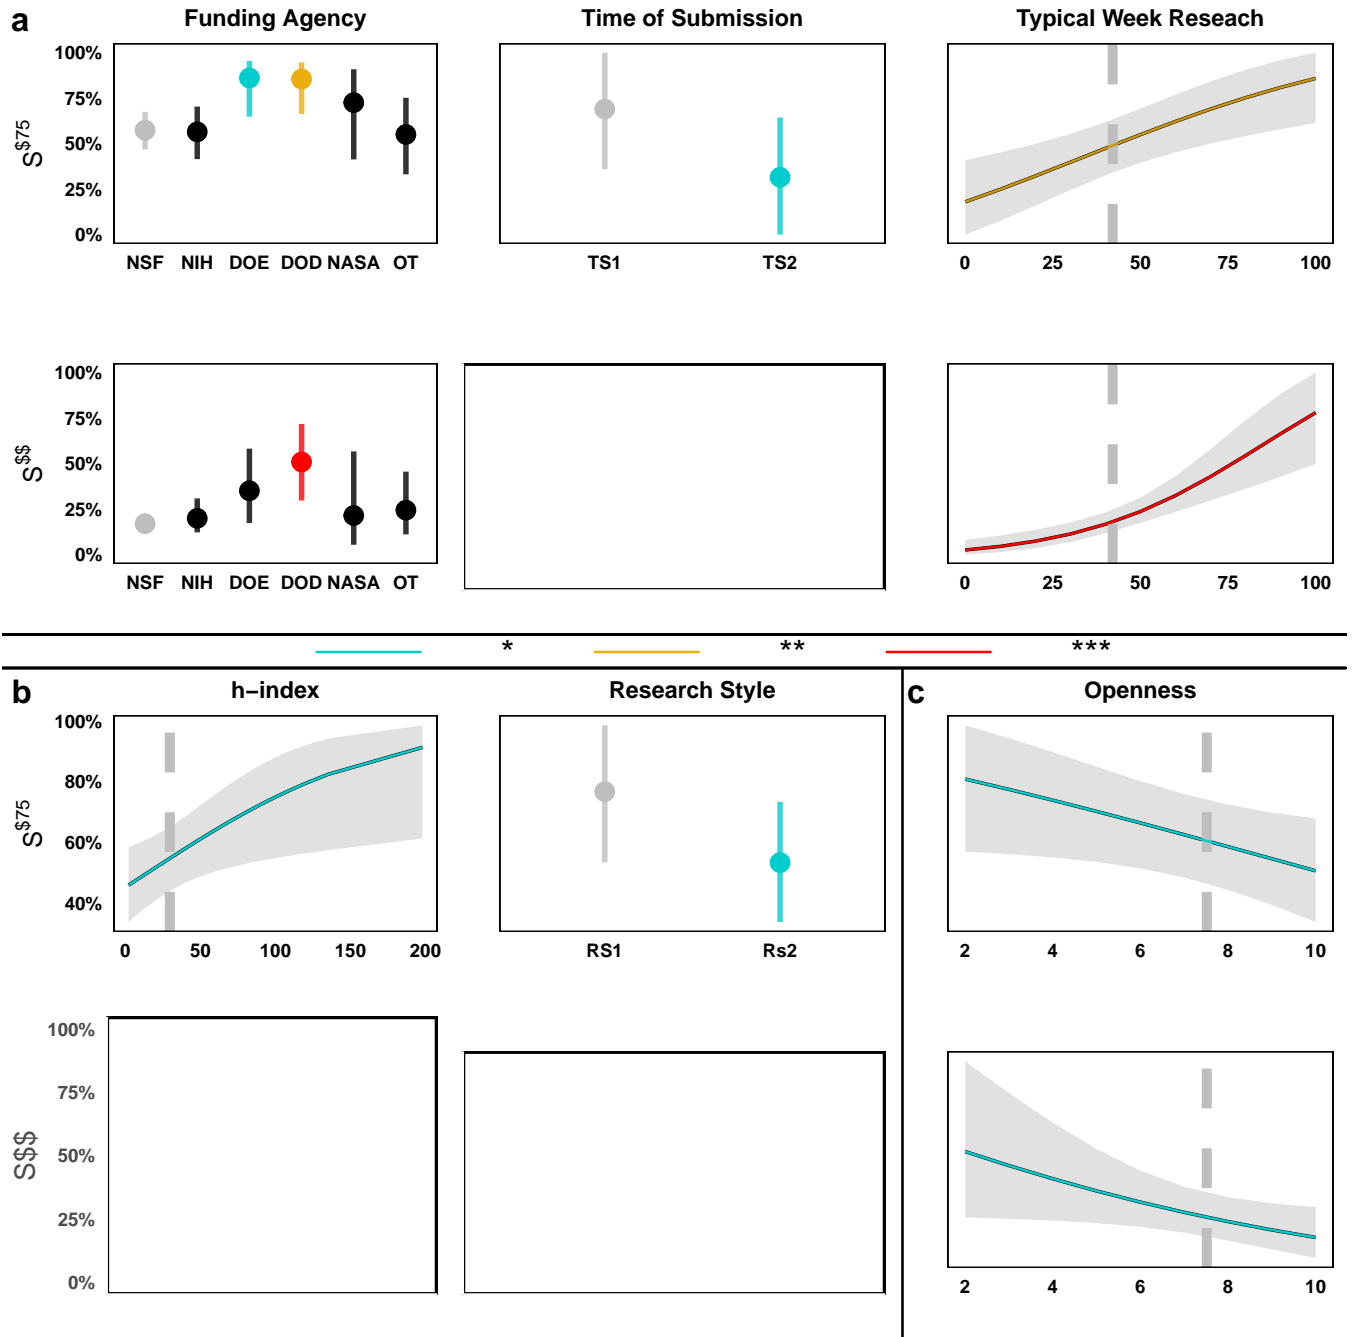 a
Funding Agency
Time of Submission
Typical Week Reseach
S$75
100%
75%
50%
25%
0%
NSF NIH DOE DOD NASA OT
TS1 TS2
0 25 50 75 100
S$$
100%
75%
50%
25%
0%
NSF NIH DOE DOD NASA OT
0 25 50 75 100
* ** ***
b
h−index
Research Style
c
Openness
S$75
100%
80%
60%
40%
0 50 100 150 200
RS1 Rs2
2 4 6 8 10
S$$
100%
75%
50%
25%
0%
2 4 6 8 10